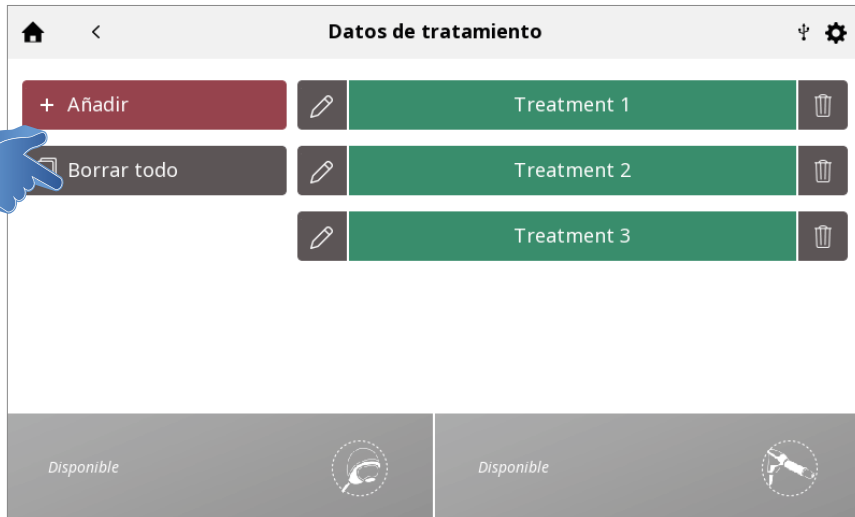 Datos de tratamiento
+ Añadir
Treatment 1
Borrar todo
Treatment 2
Treatment 3
Disponible
Disponible